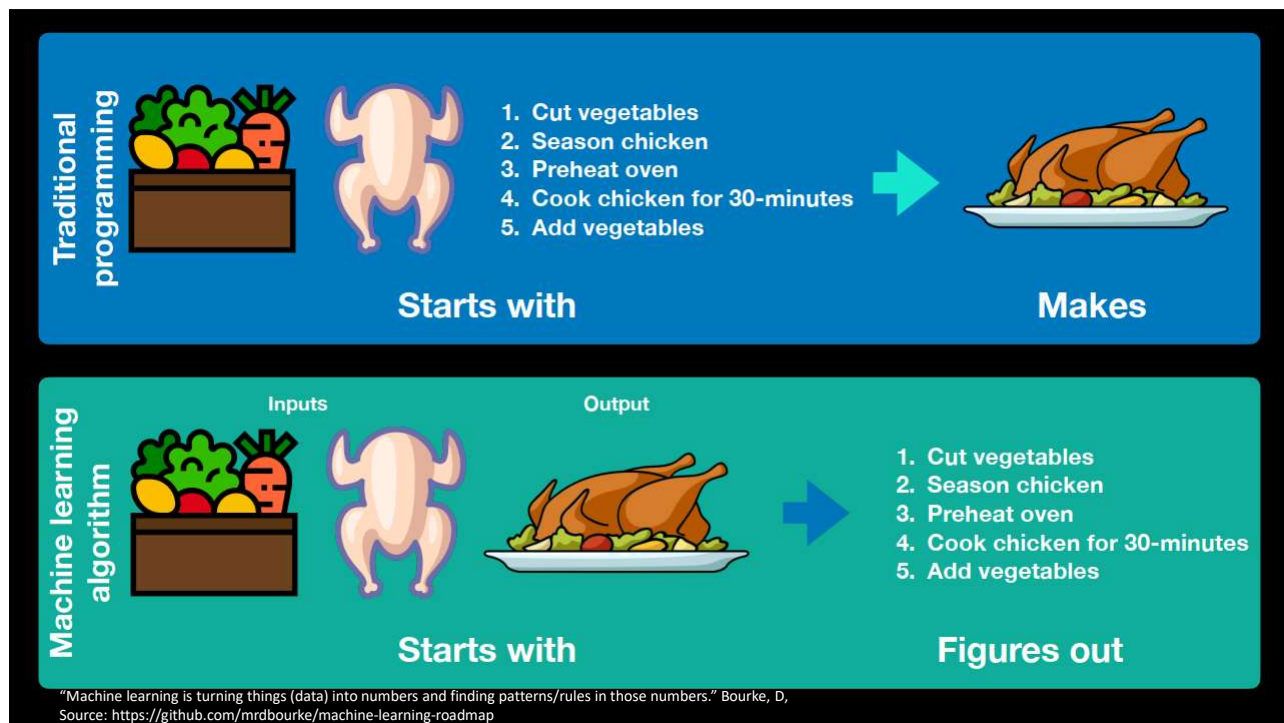 Traditional
programming
1. Cut vegetables
2. Season chicken
3. Preheat oven
4. Cook chicken for 30-minutes
5. Add vegetables
Starts with
Makes
Machine learning
algorithm
Inputs
Output
1. Cut vegetables
2. Season chicken
3. Preheat oven
4. Cook chicken for 30-minutes
5. Add vegetables
Starts with
Figures out
“Machine learning is turning things (data) into numbers and finding patterns/rules in those numbers.” Bourke, D,
Source: https://github.com/mrdbourke/machine-learning-roadmap